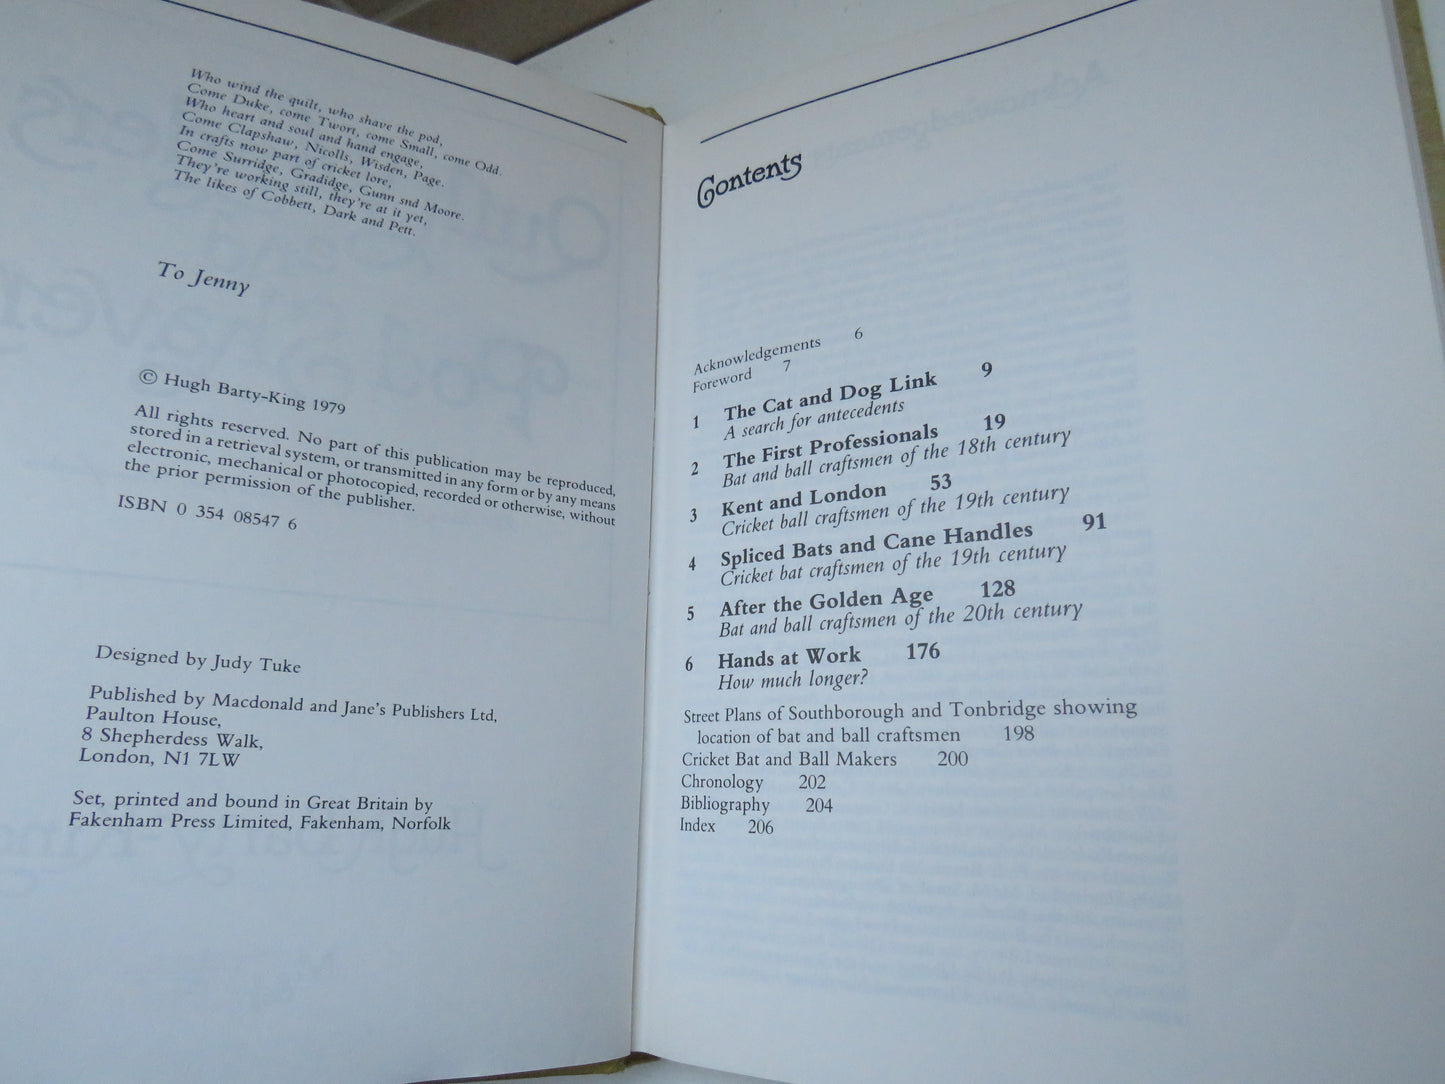 Who wind the quilt, who shave the pod,
Come Duke, come Twort, come Small, come Odd.
Who heart and soul and hand engage,
Come Clapshaw, Nicolls, Wisden, Page.
In crafts now part of cricket lore,
Come Surridge, Gradidge, Gunn snd Moore.
They're working still, they're at it yet,
The likes of Cobbett, Dark and Pett.
To Jenny
© Hugh Barty-King 1979
All rights reserved. No part of this publication may be reproduced,
stored in a retrieval system, or transmitted in any form or by any means
electronic, mechanical or photocopied, recorded or otherwise, without
the prior permission of the publisher.
ISBN 0 354 08547 6
Designed by Judy Tuke
Published by Macdonald and Jane's Publishers Ltd,
Paulton House,
8 Shepherdess Walk,
London, N1 7LW
Set, printed and bound in Great Britain by
Fakenham Press Limited, Fakenham, Norfolk
Contents
Acknowledgements 6
Foreword 7
1 The Cat and Dog Link 9
A search for antecedents
2 The First Professionals 19
Bat and ball craftsmen of the 18th century
3 Kent and London 53
Cricket ball craftsmen of the 19th century
4 Spliced Bats and Cane Handles 91
Cricket bat craftsmen of the 19th century
5 After the Golden Age 128
Bat and ball craftsmen of the 20th century
6 Hands at Work 176
How much longer?
Street Plans of Southborough and Tonbridge showing
location of bat and ball craftsmen 198
Cricket Bat and Ball Makers 200
Chronology 202
Bibliography 204
Index 206